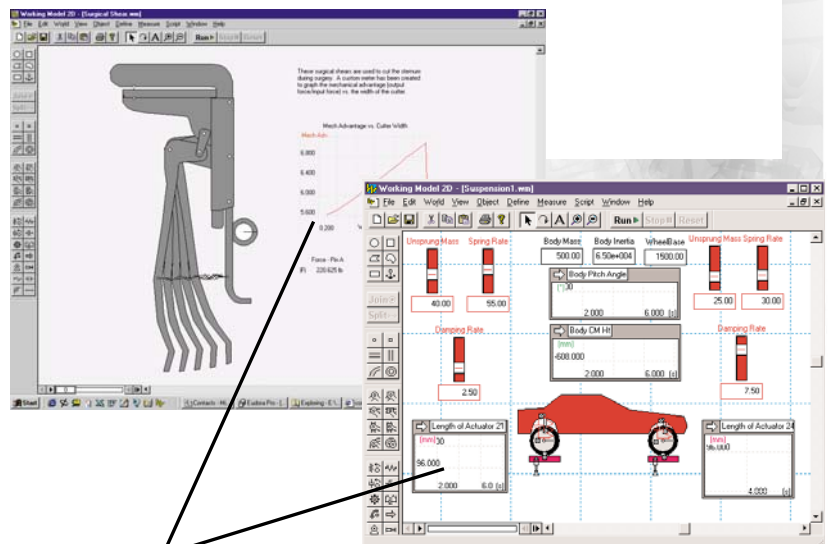 Working Model 2D - [Surgical Shear.wm]
File Edit World View Object Define Measure Script Window Help
Run Stop Reset
Join
Split
These surgical shears are used to cut the sternum
during surgery. A custom meter has been created
to graph the mechanical advantage (output
force/input force) vs. the width of the cutter.
Mech Advantage vs. Cutter Width
Mech Adv
6.800
6.400
6.000
5.600
0.200
Force - Pin A
220.625 lb
Start
Working Model 2D - [Suspension1.wm]
File Edit World View Object Define Measure Script Window Help
Run Stop Reset
Join
Split
Unsprung Mass Spring Rate
40.00 55.00
Body Mass Body Inertia WheelBase
500.00 6.50e+004 1500.00
Unsprung Mass Spring Rate
25.00 30.00
Body Pitch Angle
(°)
2.000 6.000 (s)
Body CM Ht
(mm)
-608.000
2.000 6.000 (s)
Damping Rate
2.50
Damping Rate
7.50
Length of Actuator 21
(mm)
96.000
2.000 6.0 (s)
Length of Actuator 24
(mm)
4.000 (s)